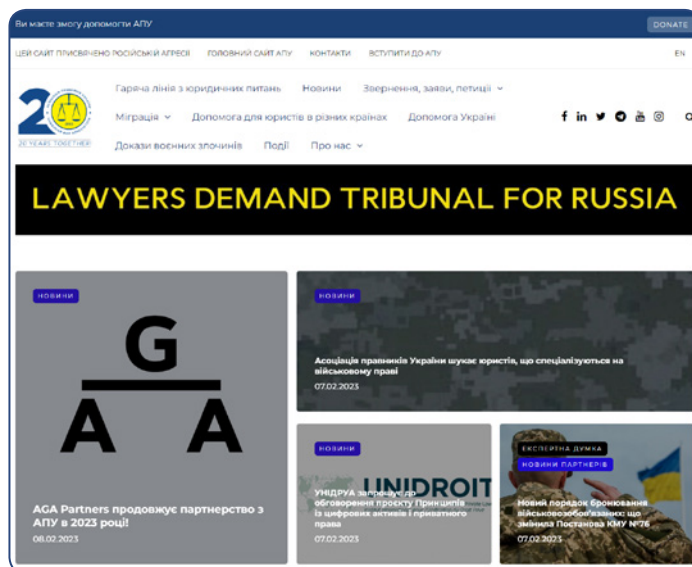 Ви маєте змогу допомогти АПУ
DONATE
ЦЕЙ САЙТ ПРИСВЯЧЕНО РОСІЙСЬКІЙ АГРЕСІЇ ГОЛОВНИЙ САЙТ АПУ КОНТАКТИ ВСТУПИТИ ДО АПУ EN
Гаряча лінія з юридичних питань Новини Звернення, заяви, петиції
Міграція Допомога для юристів в різних країнах Допомога Україні
Докази воєнних злочинів Події Про нас
20
20 YEARS TOGETHER
LAWYERS DEMAND TRIBUNAL FOR RUSSIA
НОВИНИ
G
A A
AGA Partners продовжує партнерство з
АПУ в 2023 році!
08.02.2023
НОВИНИ
Асоціація правників України шукає юристів, що спеціалізуються на
військовому праві
07.02.2023
НОВИНИ
UNIDROIT
УНІДРУА запрошує до
обговорення проєкту Принципів
із цифрових активів і приватного
права
07.02.2023
ЕКСПЕРТНА ДУМКА
НОВИНИ ПАРТНЕРІВ
Новий порядок бронювання
військовозобов'язаних: що
змінила Постанова КМУ №76
07.02.2023